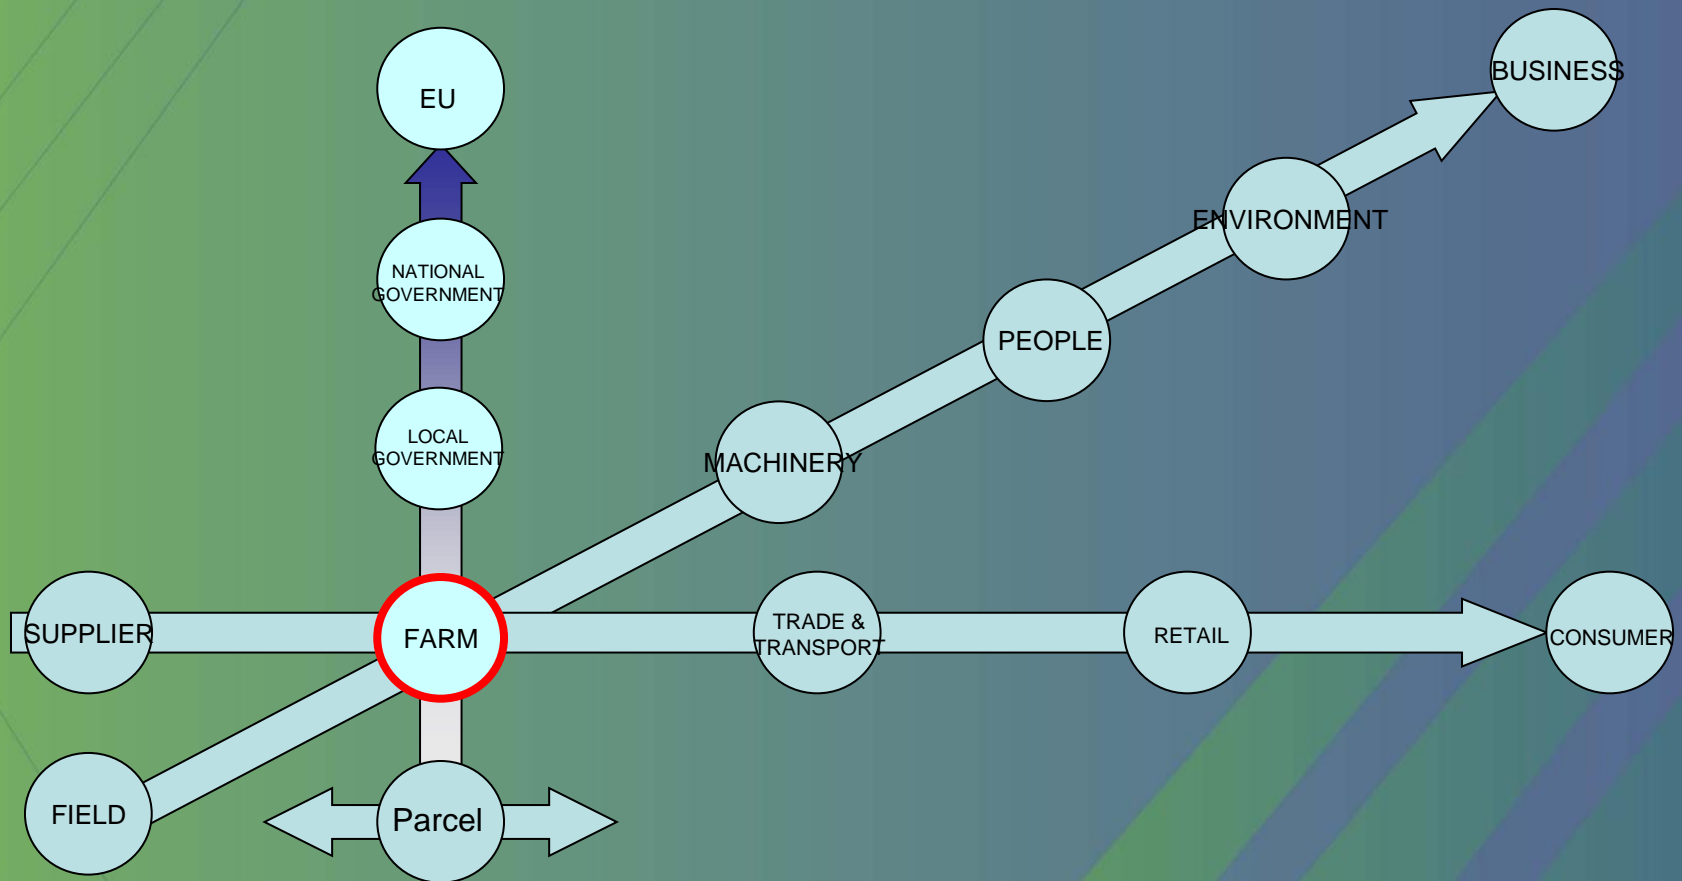 BUSINESS
EU
ENVIRONMENT
NATIONAL
GOVERNMENT
PEOPLE
LOCAL
GOVERNMENT
MACHINERY
SUPPLIER
FARM
TRADE &
TRANSPORT
RETAIL
CONSUMER
FIELD
Parcel